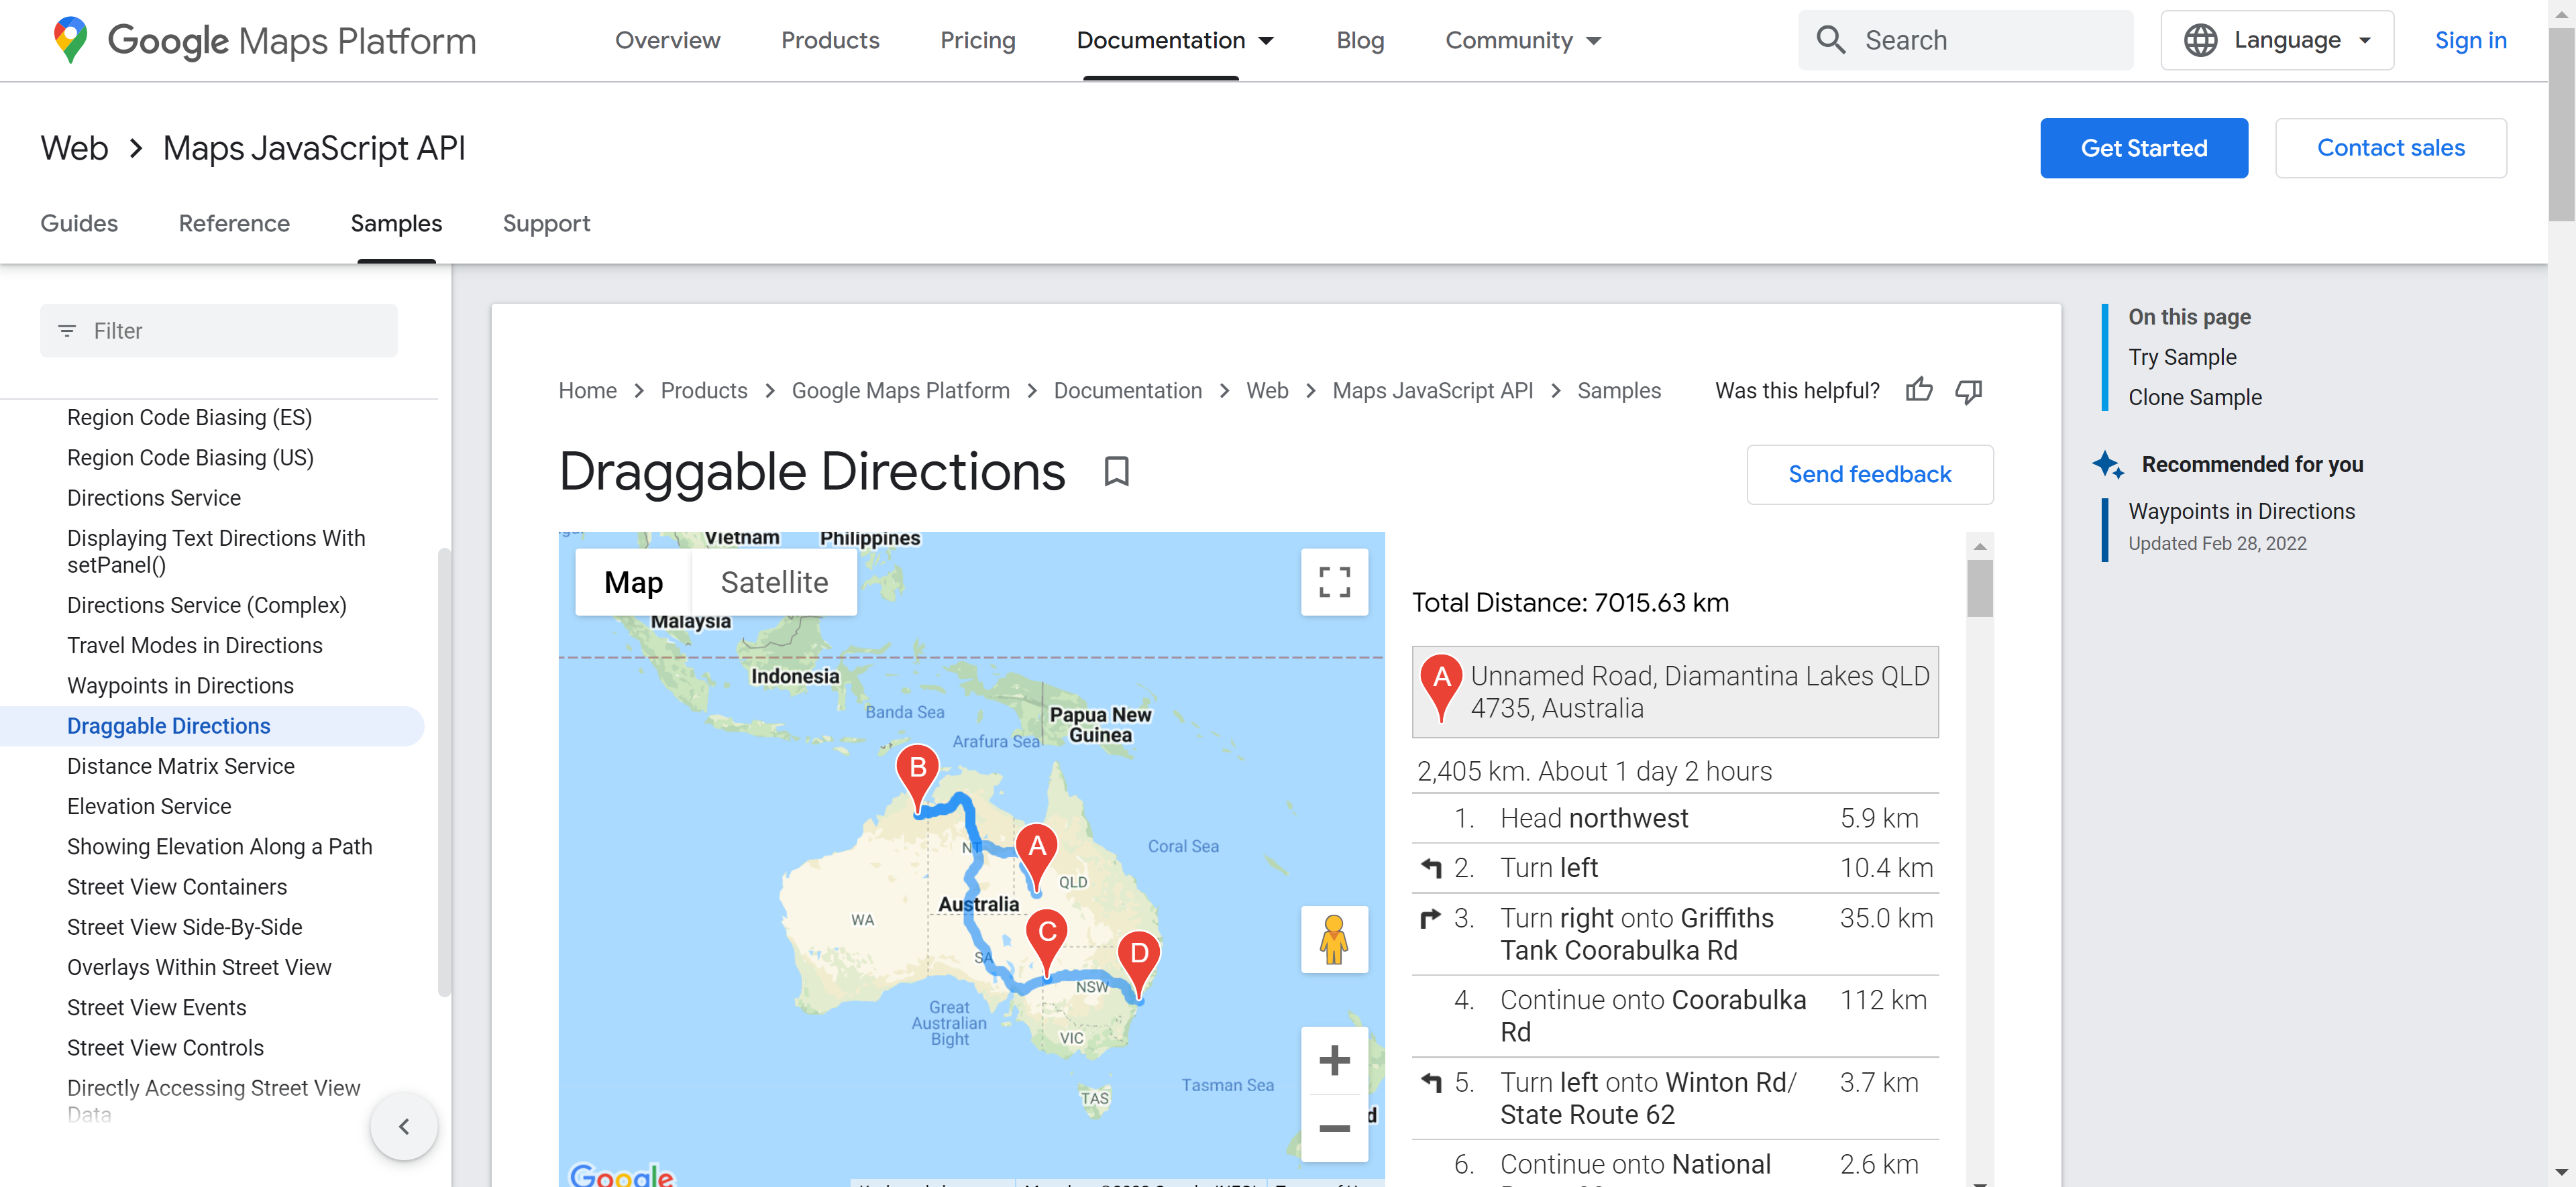 Google Maps Platform
Overview
Products
Pricing
Documentation
Blog
Community
Search
Language
Sign in
Web
Maps JavaScript API
Get Started
Contact sales
Guides
Reference
Samples
Support
Filter
Region Code Biasing (ES)
Region Code Biasing (US)
Directions Service
Displaying Text Directions With
setPanel()
Directions Service (Complex)
Travel Modes in Directions
Waypoints in Directions
Draggable Directions
Distance Matrix Service
Elevation Service
Showing Elevation Along a Path
Street View Containers
Street View Side-By-Side
Overlays Within Street View
Street View Events
Street View Controls
Directly Accessing Street View
Data
Home
Products
Google Maps Platform
Documentation
Web
Maps JavaScript API
Samples
Was this helpful?
Draggable Directions
Send feedback
Map
Satellite
Vietnam
Philippines
Malaysia
Indonesia
Banda Sea
Papua New
Guinea
Arafura Sea
B
A
Coral Sea
NT
QLD
Australia
WA
C
D
SA
NSW
Great
Australian
Bight
VIC
Tasman Sea
TAS
Google
Total Distance: 7015.63 km
A
Unnamed Road, Diamantina Lakes QLD
4735, Australia
2,405 km. About 1 day 2 hours
1. Head northwest 5.9 km
2. Turn left 10.4 km
3. Turn right onto Griffiths 35.0 km
Tank Coorabulka Rd
4. Continue onto Coorabulka 112 km
Rd
5. Turn left onto Winton Rd/ 3.7 km
State Route 62
6. Continue onto National 2.6 km
On this page
Try Sample
Clone Sample
Recommended for you
Waypoints in Directions
Updated Feb 28, 2022